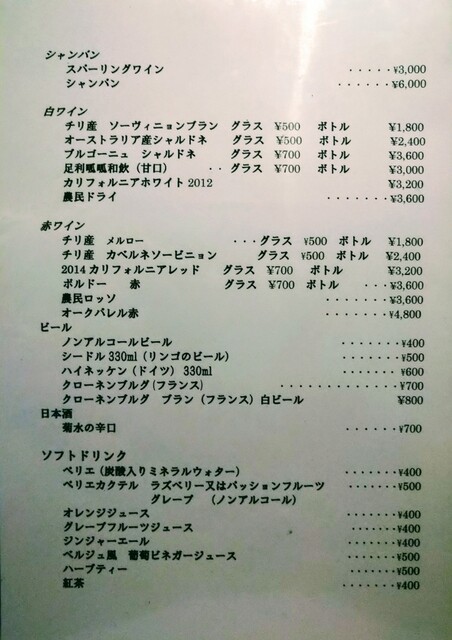 シャンパン
スパーリングワイン ・・・・・¥3,000
シャンパン ・・・・・・¥6,000
白ワイン
チリ産 ソーヴィニョンブラン グラス ¥500 ボトル ¥1,800
オーストラリア産シャルドネ グラス ¥500 ボトル ¥2,400
ブルゴーニュ シャルドネ グラス ¥700 ボトル ¥3,600
足利呱呱和飲（甘口） ・・グラス ¥700 ボトル ¥3,000
カリフォルニアホワイト2012 ¥3,200
農民ドライ ・・・・・・・¥3,600
赤ワイン
チリ産 メルロー ・・・グラス ¥500 ボトル ¥1,800
チリ産 カベルネソービニョン グラス ¥500 ボトル ¥2,400
2014カリフォルニアレッド グラス ¥700 ボトル ¥3,200
ボルドー 赤 グラス ¥700 ボトル ・・・¥3,600
農民ロッソ ・・・・・・・¥3,600
オークバレル赤 ・・・・・・・¥4,800
ビール
ノンアルコールビール ・・・・・・・¥400
シードル330ml（リンゴのビール） ・・・・・・・¥500
ハイネッケン（ドイツ）330ml ・・・・・・¥600
クローネンブルグ(フランス) ・・・・・・・・・・・・・¥700
クローネンブルグ ブラン（フランス）白ビール ¥800
日本酒
菊水の辛口 ・・・・・・・¥700
ソフトドリンク
ペリエ（炭酸入りミネラルウォター） ・・・・・・・¥400
ペリエカクテル ラズベリー又はパッションフルーツ ・・・・・・¥500
グレープ （ノンアルコール）
オレンジジュース ・・・・・・・¥400
グレープフルーツジュース ・・・・・・・¥400
ジンジャーエール ・・・・・・・¥400
ベルジュ風 葡萄ビネガージュース ・・・・・・・¥500
ハーブティー ・・・・・・・¥500
紅茶 ・・・・・・・¥400